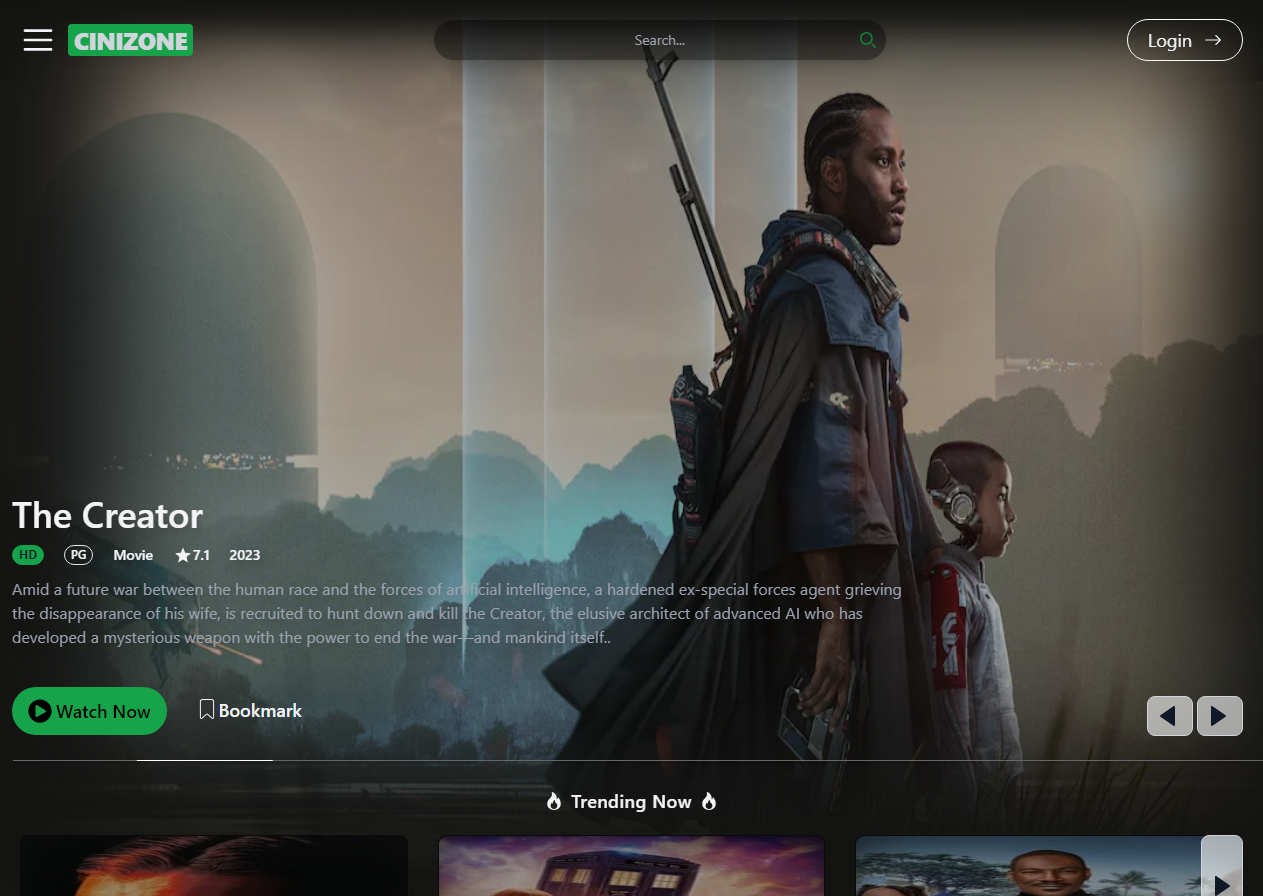 CINIZONE
Search...
Login
The Creator
HD PG Movie 7.1 2023
Amid a future war between the human race and the forces of artificial intelligence, a hardened ex-special forces agent grieving
the disappearance of his wife, is recruited to hunt down and kill the Creator, the elusive architect of advanced AI who has
developed a mysterious weapon with the power to end the war—and mankind itself..
Watch Now
Bookmark
Trending Now